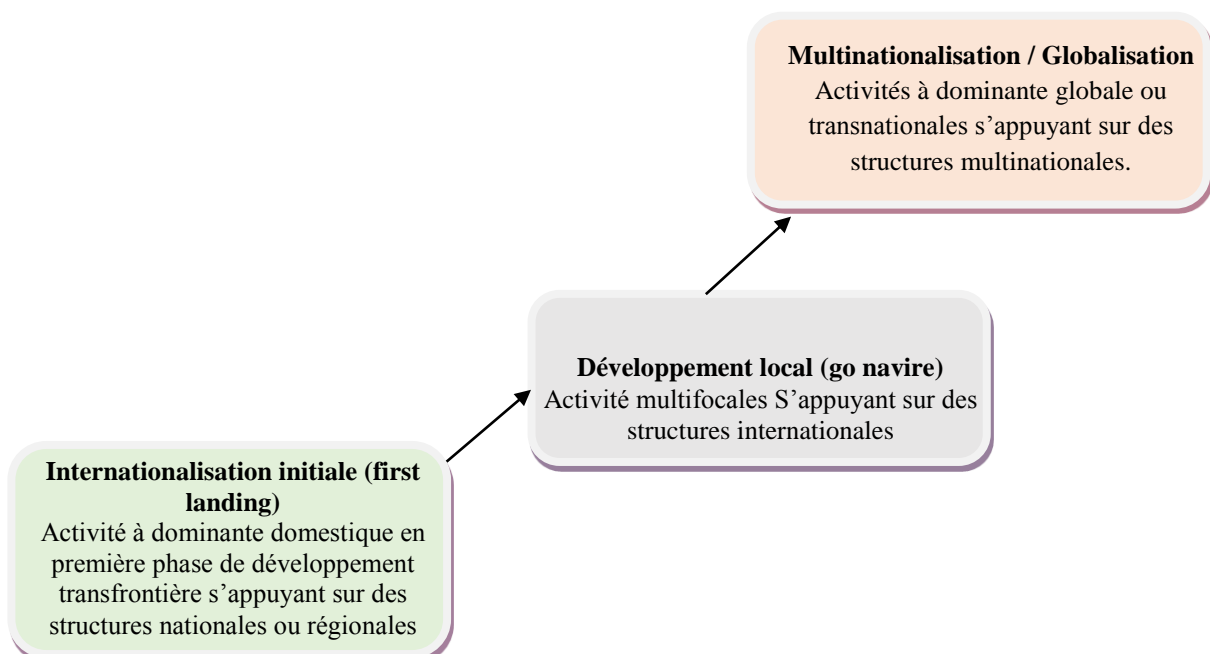 Multinationalisation / Globalisation
Activités à dominante globale ou
transnationales s’appuyant sur des
structures multinationales.
Développement local (go navire)
Activité multifocales S’appuyant sur des
structures internationales
Internationalisation initiale (first
landing)
Activité à dominante domestique en
première phase de développement
transfrontière s’appuyant sur des
structures nationales ou régionales